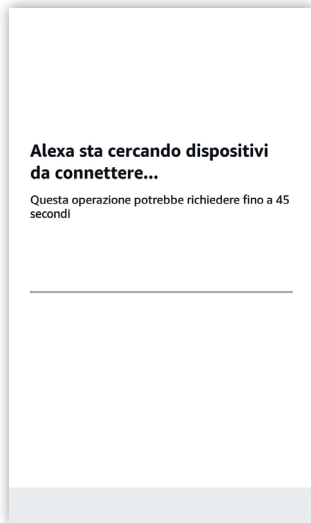 Alexa sta cercando dispositivi
da connettere...
Questa operazione potrebbe richiedere fino a 45
secondi